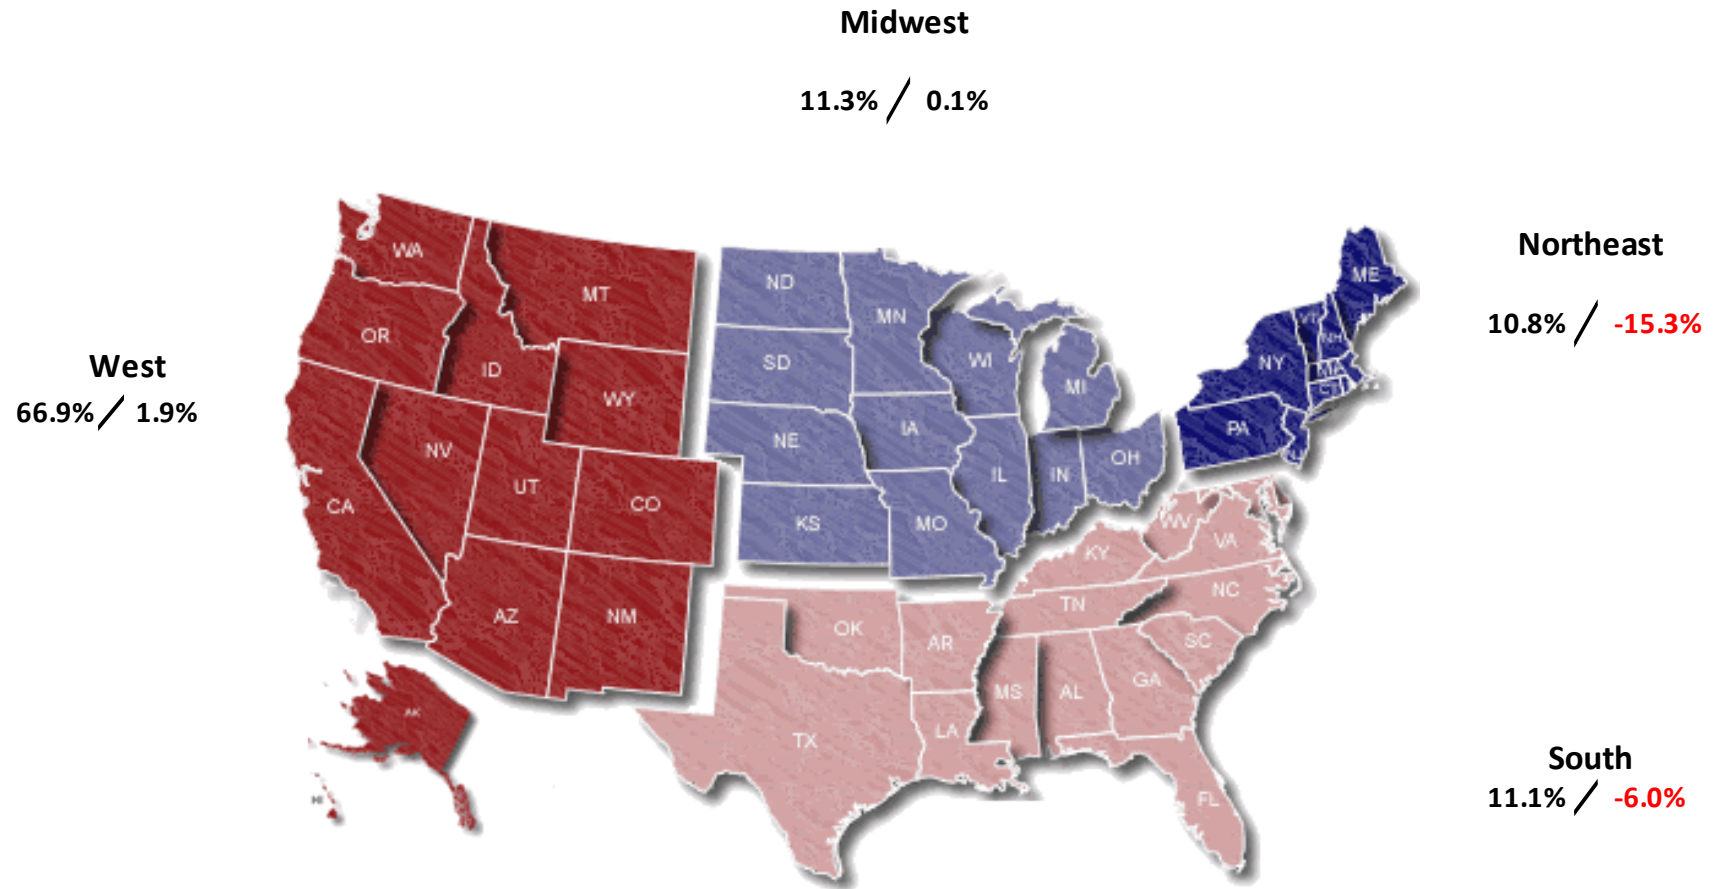 Midwest
11.3% / 0.1%
Northeast
10.8% / -15.3%
West
66.9% / 1.9%
South
11.1% / -6.0%
WA
MT
OR
ID
WY
NV
UT
CO
CA
AZ
NM
AK
HI
ND
MN
SD
WI
MI
NE
IA
IL
IN
OH
KS
MO
ME
VT
NH
NY
MA
CT
PA
NJ
WV
VA
KY
NC
TN
SC
OK
AR
MS
AL
GA
LA
TX
FL